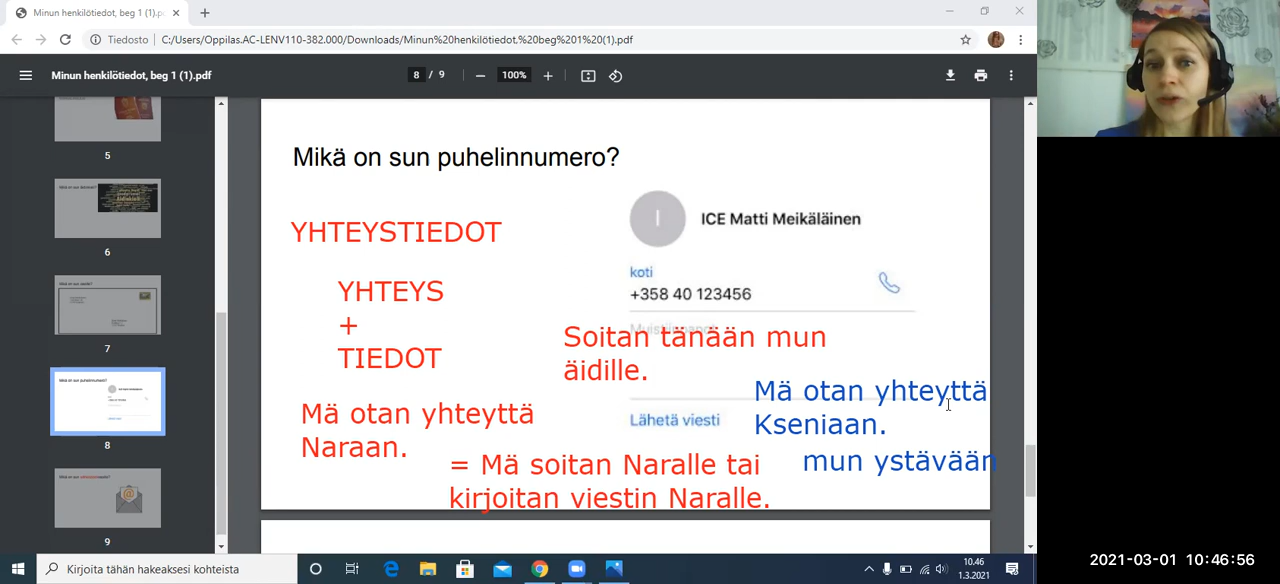 Minun henkilötiedot, beg 1 (1).p
Tiedosto
C:/Users/Oppilas.AC-LENV110-382.000/Downloads/Minun%20henkilötiedot,%20beg%201%20(1).pdf
Minun henkilötiedot, beg 1 (1).pdf
8 / 9
100%
5
6
7
8
9
Mikä on sun puhelinnumero?
YHTEYSTIEDOT
YHTEYS
+
TIEDOT
I
ICE Matti Meikäläinen
koti
+358 40 123456
Muistiinpanot
Soitan tänään mun
äidille.
Lähetä viesti
Mä otan yhteyttä
Naraan.
= Mä soitan Naralle tai
kirjoitan viestin Naralle.
Mä otan yhteyttä
Kseniaan.
mun ystävään
Kirjoita tähän hakeaksesi kohteista
10.46
1.3.2021
2021-03-01 10:46:56